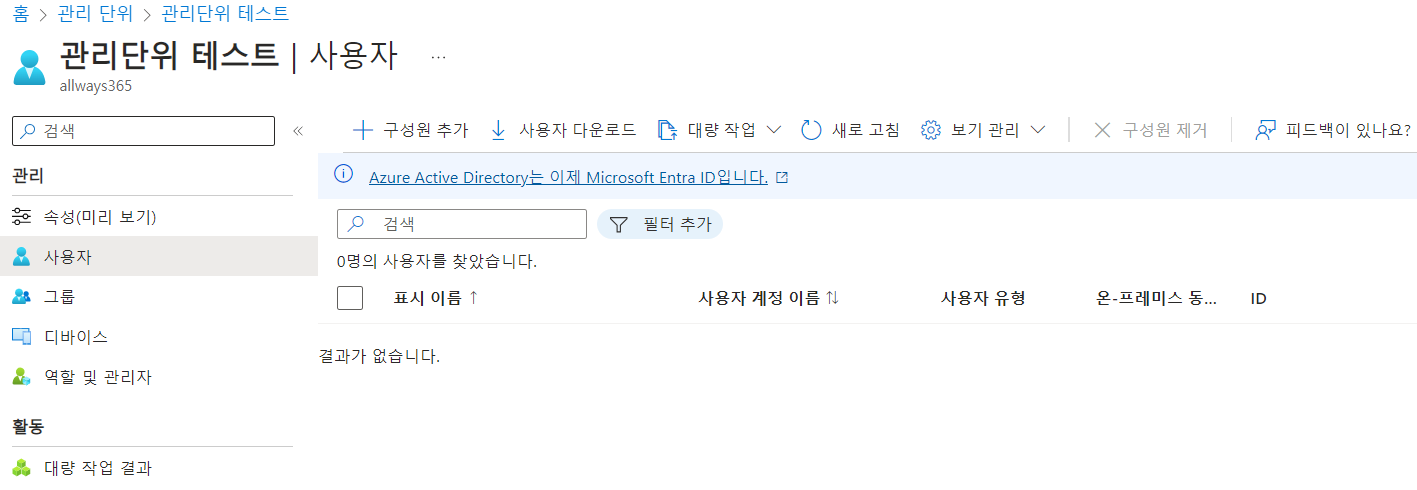 홈 > 관리 단위 > 관리단위 테스트
관리단위 테스트 | 사용자 ...
allways365
검색 «
구성원 추가 사용자 다운로드 대량 작업 새로 고침 보기 관리 구성원 제거 피드백이 있나요?
관리
속성(미리 보기)
사용자
그룹
디바이스
역할 및 관리자
활동
대량 작업 결과
Azure Active Directory는 이제 Microsoft Entra ID입니다.
검색 필터 추가
0명의 사용자를 찾았습니다.
표시 이름 ↑ 사용자 계정 이름 ↑↓ 사용자 유형 온-프레미스 동... ID
결과가 없습니다.